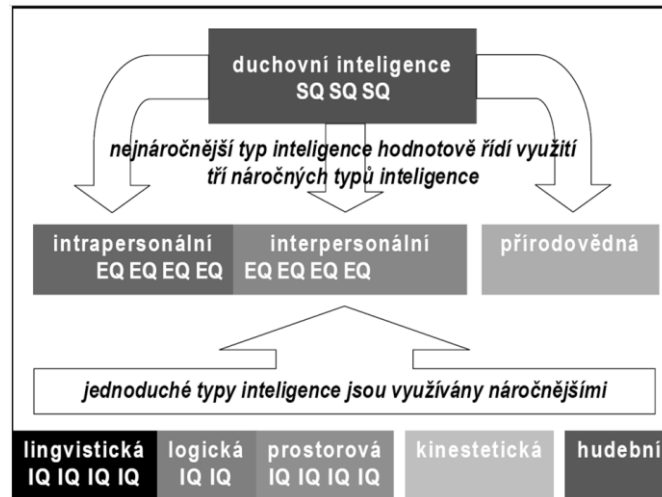 duchovní inteligence
SQ SQ SQ
nejnáročnější typ inteligence hodnotově řídí využití
tří náročných typů inteligence
intrapersonální interpersonální přírodovědná
EQ EQ EQ EQ EQ EQ EQ EQ
jednoduché typy inteligence jsou využívány náročnějšími
lingvistická logická prostorová kinestetická hudební
IQ IQ IQ IQ IQ IQ IQ IQ IQ IQ